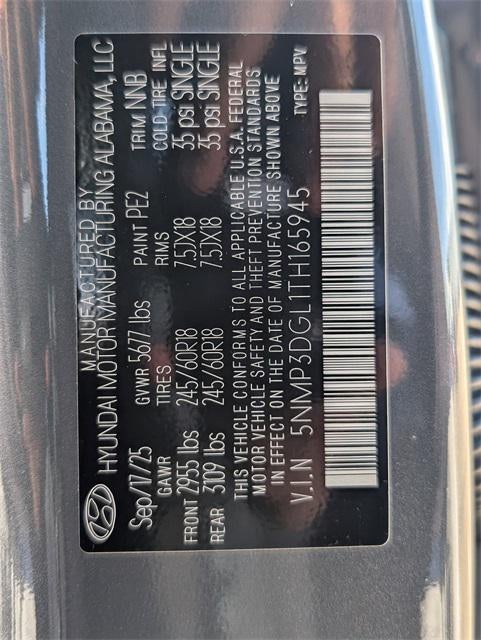 MANUFACTURED BY
HYUNDAI MOTOR MANUFACTURING ALABAMA, LLC
Sep/17/25 GVWR 5677 lbs PAINT PE2 TRIM NNB
GAWR TIRES RIMS COLD TIRE INFL
FRONT 2955 lbs 245/60R18 7.5JX18 35 psi SINGLE
REAR 3109 lbs 245/60R18 7.5JX18 35 psi SINGLE
THIS VEHICLE CONFORMS TO ALL APPLICABLE U.S.A. FEDERAL
MOTOR VEHICLE SAFETY AND THEFT PREVENTION STANDARDS
IN EFFECT ON THE DATE OF MANUFACTURE SHOWN ABOVE
V.I.N 5NMP3DGL1TH165945 TYPE: MPV